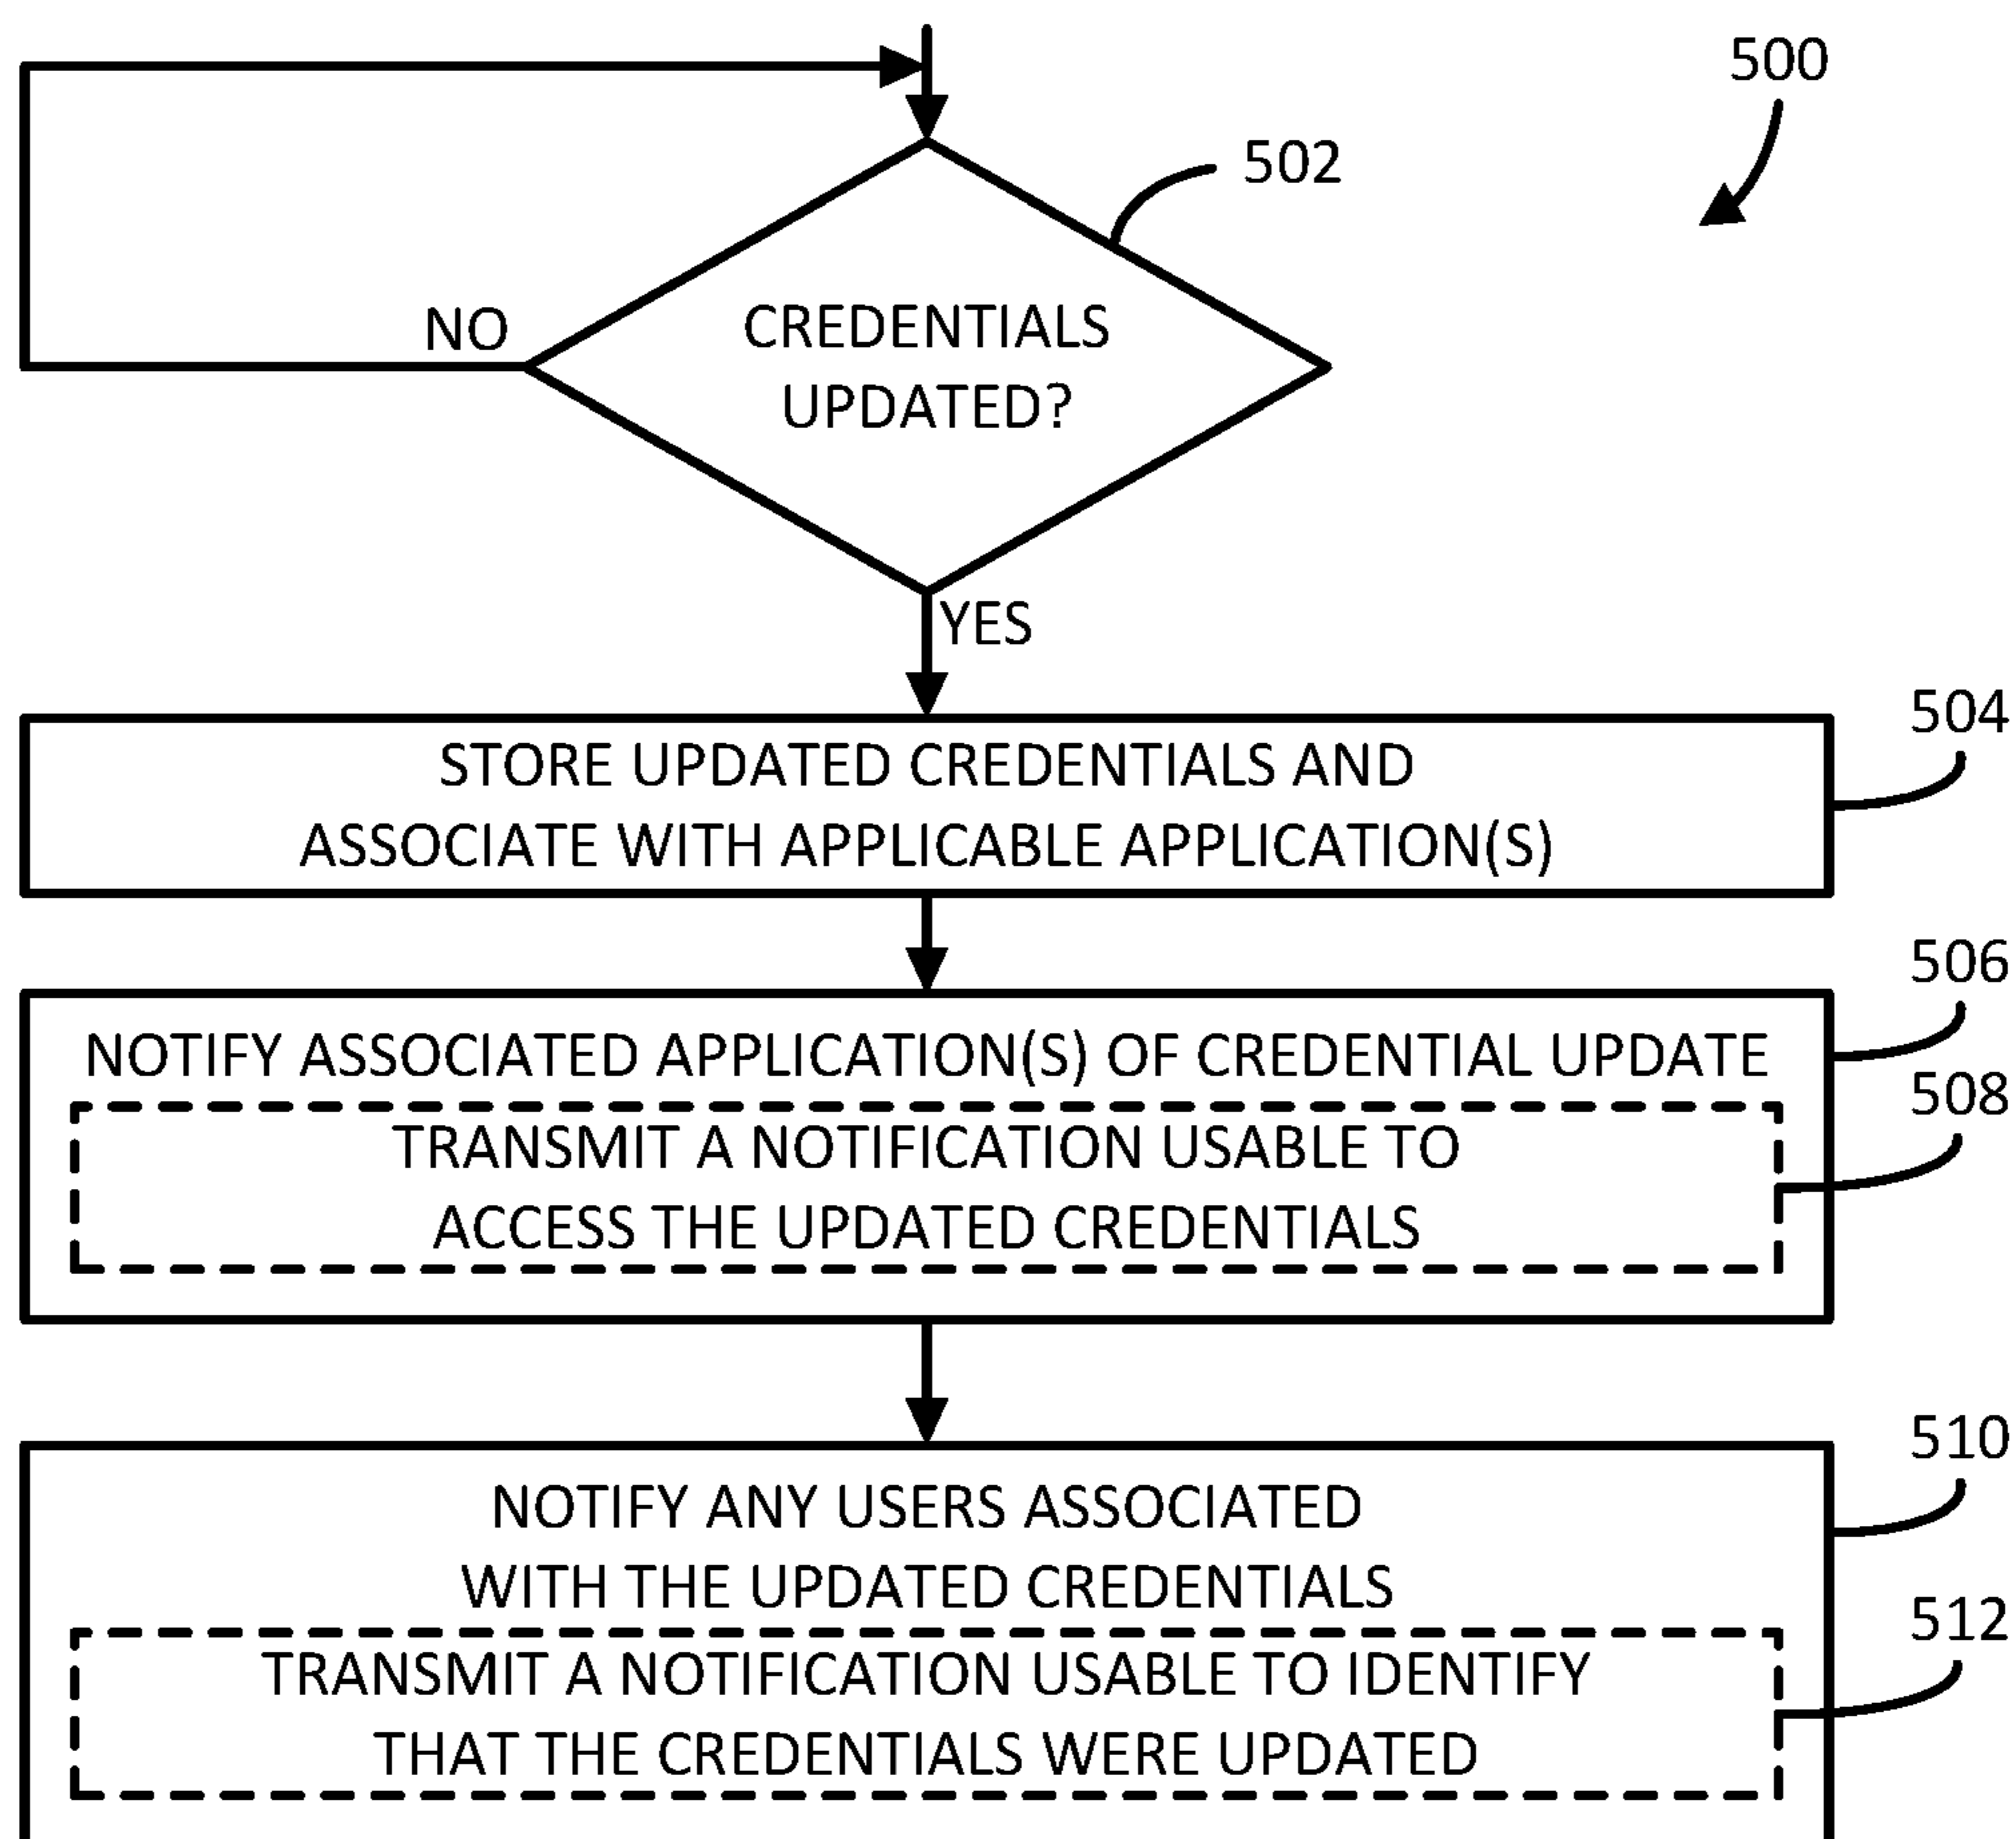 500
502
NO
CREDENTIALS
UPDATED?
YES
504
STORE UPDATED CREDENTIALS AND
ASSOCIATE WITH APPLICABLE APPLICATION(S)
506
NOTIFY ASSOCIATED APPLICATION(S) OF CREDENTIAL UPDATE
508
TRANSMIT A NOTIFICATION USABLE TO
ACCESS THE UPDATED CREDENTIALS
510
NOTIFY ANY USERS ASSOCIATED
WITH THE UPDATED CREDENTIALS
512
TRANSMIT A NOTIFICATION USABLE TO IDENTIFY
THAT THE CREDENTIALS WERE UPDATED